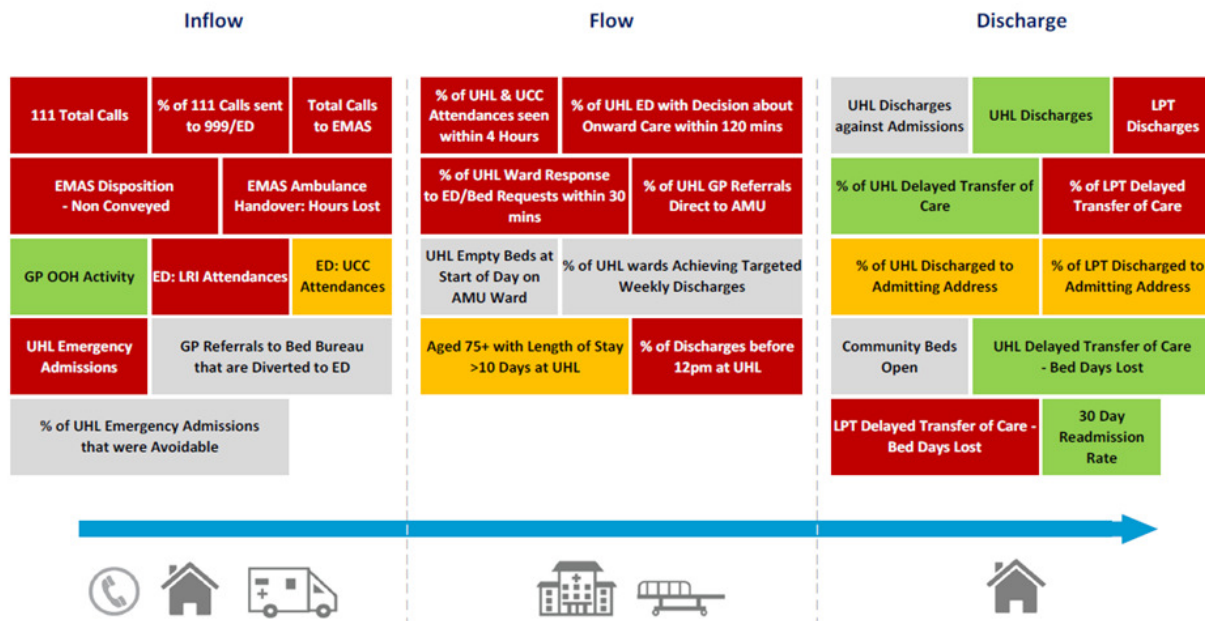 Inflow
Flow
Discharge
111 Total Calls
% of 111 Calls sent
to 999/ED
Total Calls
to EMAS
EMAS Disposition
- Non Conveyed
EMAS Ambulance
Handover: Hours Lost
GP OOH Activity
ED: LRI Attendances
ED: UCC
Attendances
UHL Emergency
Admissions
GP Referrals to Bed Bureau
that are Diverted to ED
% of UHL Emergency Admissions
that were Avoidable
% of UHL & UCC
Attendances seen
within 4 Hours
% of UHL ED with Decision about
Onward Care within 120 mins
% of UHL Ward Response
to ED/Bed Requests within 30
mins
% of UHL GP Referrals
Direct to AMU
UHL Empty Beds at
Start of Day on
AMU Ward
% of UHL wards Achieving Targeted
Weekly Discharges
Aged 75+ with Length of Stay
>10 Days at UHL
% of Discharges before
12pm at UHL
UHL Discharges
against Admissions
UHL Discharges
LPT
Discharges
% of UHL Delayed Transfer of
Care
% of LPT Delayed
Transfer of Care
% of UHL Discharged to
Admitting Address
% of LPT Discharged to
Admitting Address
Community Beds
Open
UHL Delayed Transfer of Care
- Bed Days Lost
LPT Delayed Transfer of Care -
Bed Days Lost
30 Day
Readmission
Rate